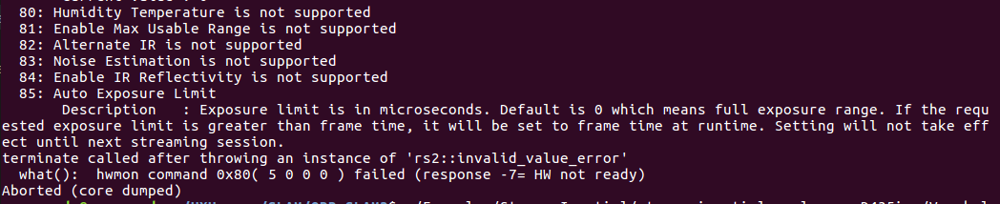 80: Humidity Temperature is not supported
81: Enable Max Usable Range is not supported
82: Alternate IR is not supported
83: Noise Estimation is not supported
84: Enable IR Reflectivity is not supported
85: Auto Exposure Limit
Description   : Exposure limit is in microseconds. Default is 0 which means full exposure range. If the requ
ested exposure limit is greater than frame time, it will be set to frame time at runtime. Setting will not take eff
ect until next streaming session.
terminate called after throwing an instance of 'rs2::invalid_value_error'
what():  hwmon command 0x80( 5 0 0 0 ) failed (response -7= HW not ready)
Aborted (core dumped)